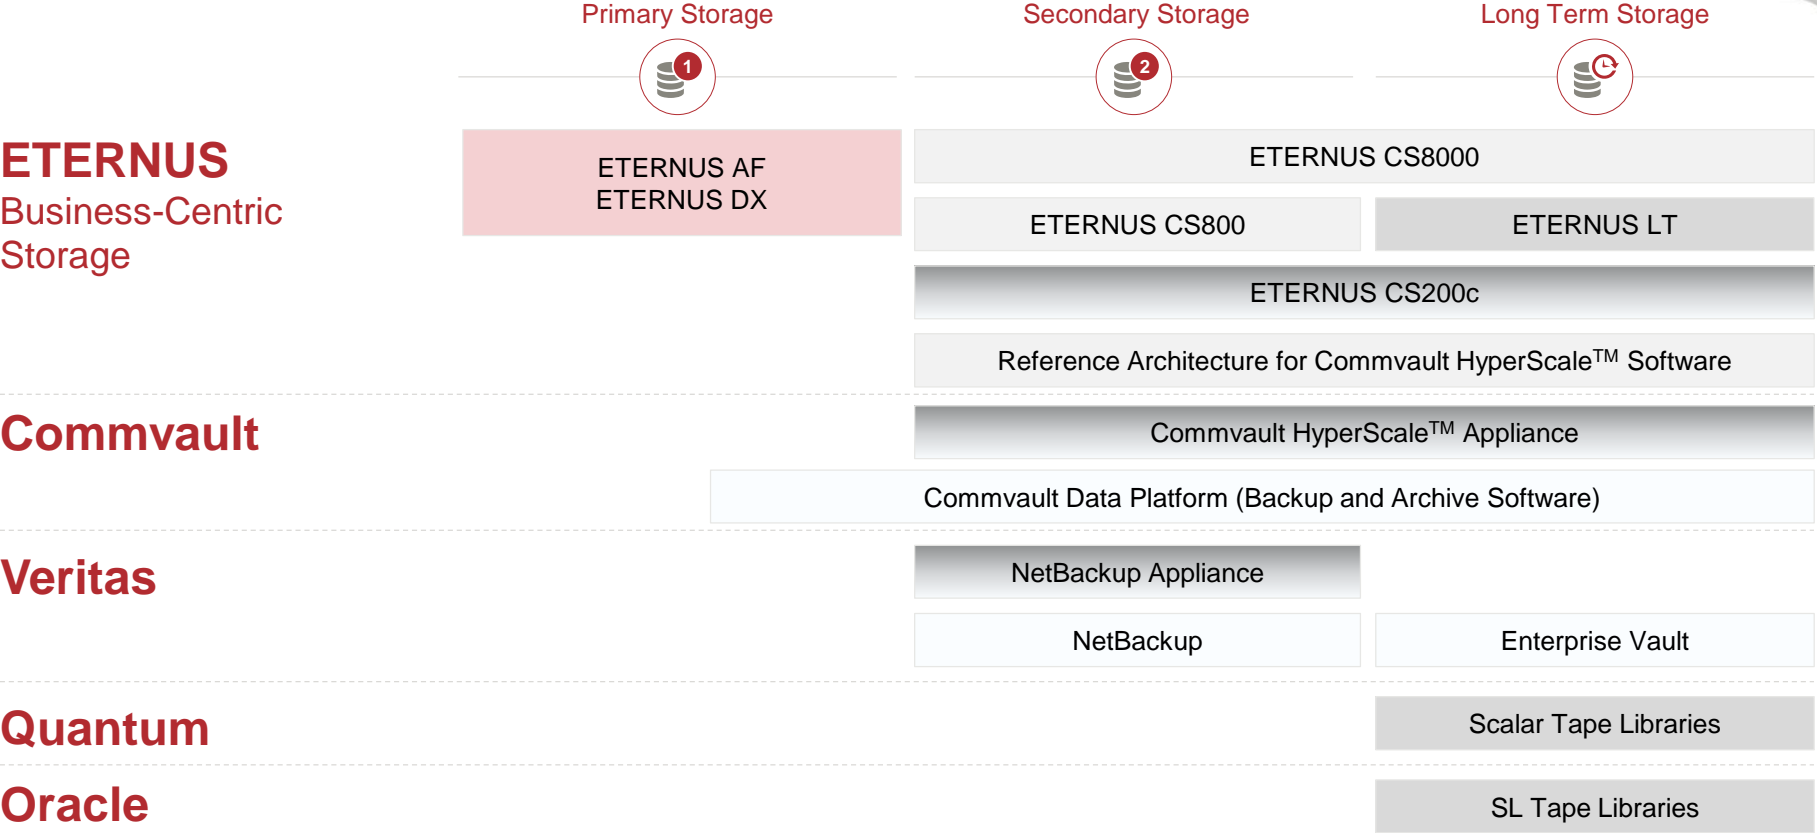 Primary Storage
Secondary Storage
Long Term Storage
1
2
ETERNUS
Business-Centric
Storage
ETERNUS AF
ETERNUS DX
ETERNUS CS8000
ETERNUS CS800
ETERNUS LT
ETERNUS CS200c
Reference Architecture for Commvault HyperScale™ Software
Commvault
Commvault HyperScale™ Appliance
Commvault Data Platform (Backup and Archive Software)
Veritas
NetBackup Appliance
NetBackup
Enterprise Vault
Quantum
Scalar Tape Libraries
Oracle
SL Tape Libraries